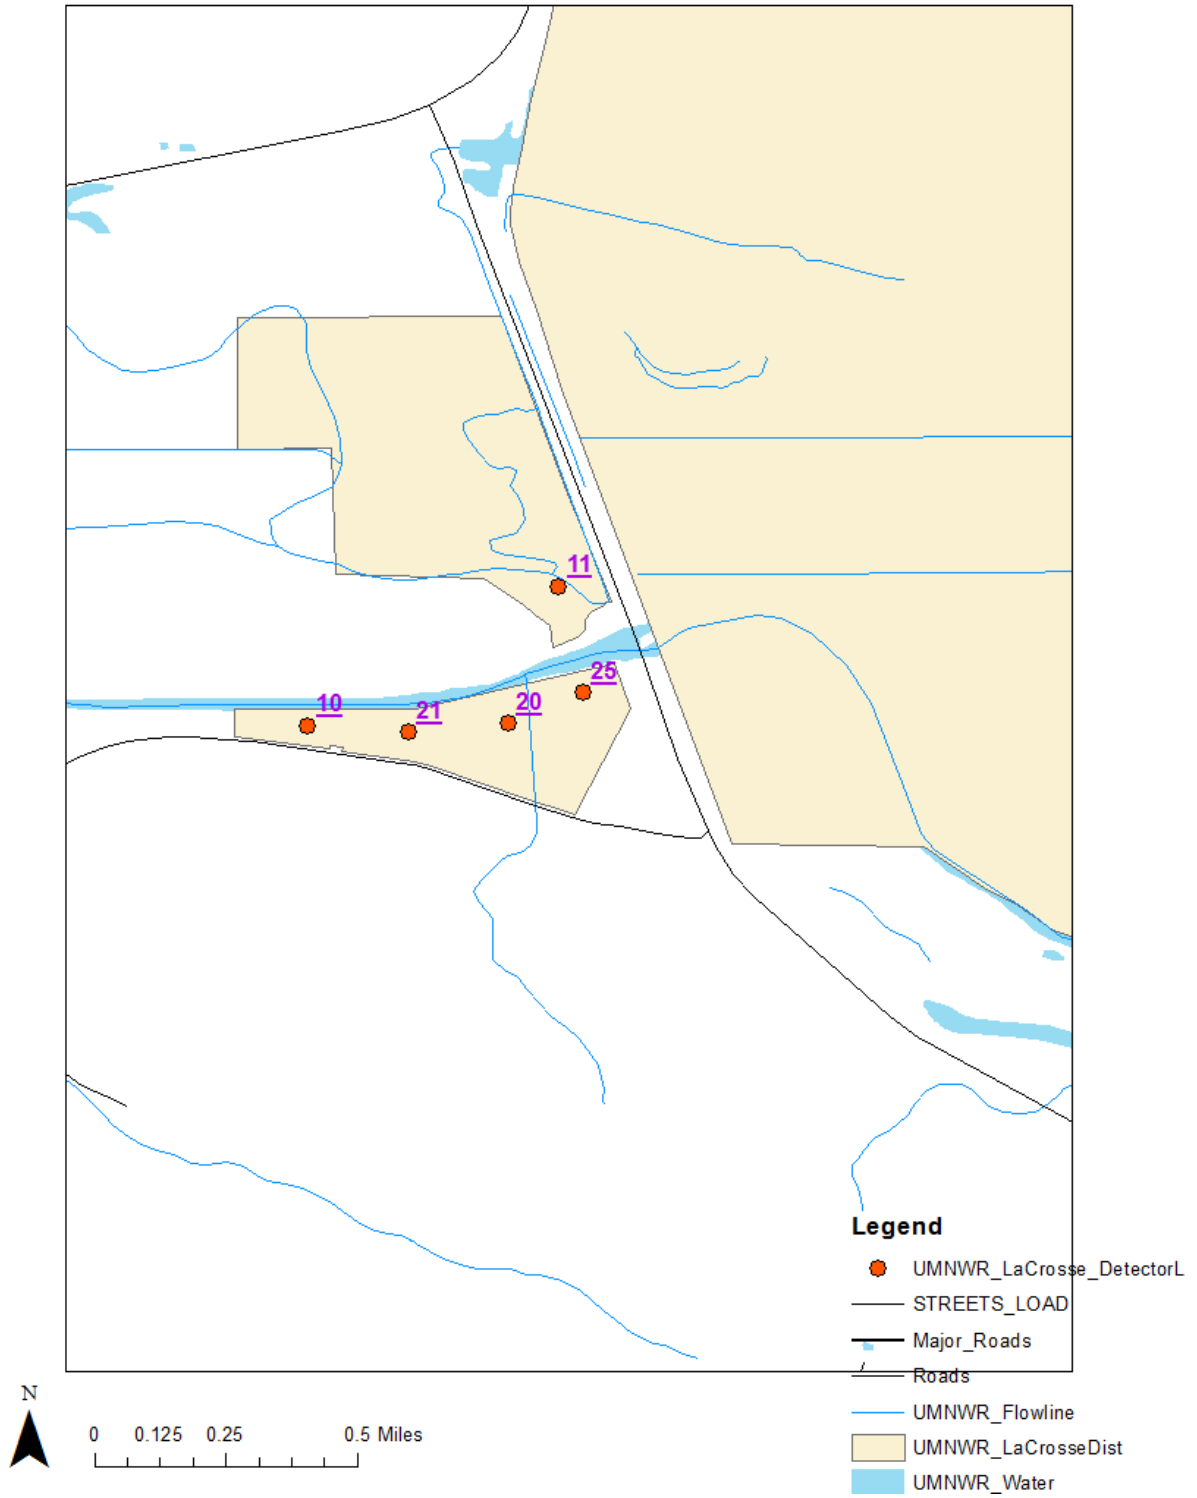 11
25
10
21
20
Legend
UMNWR_LaCrosse_DetectorL
STREETS_LOAD
Major_Roads
Roads
UMNWR_Flowline
UMNWR_LaCrosseDist
UMNWR_Water
N
0 0.125 0.25 0.5 Miles